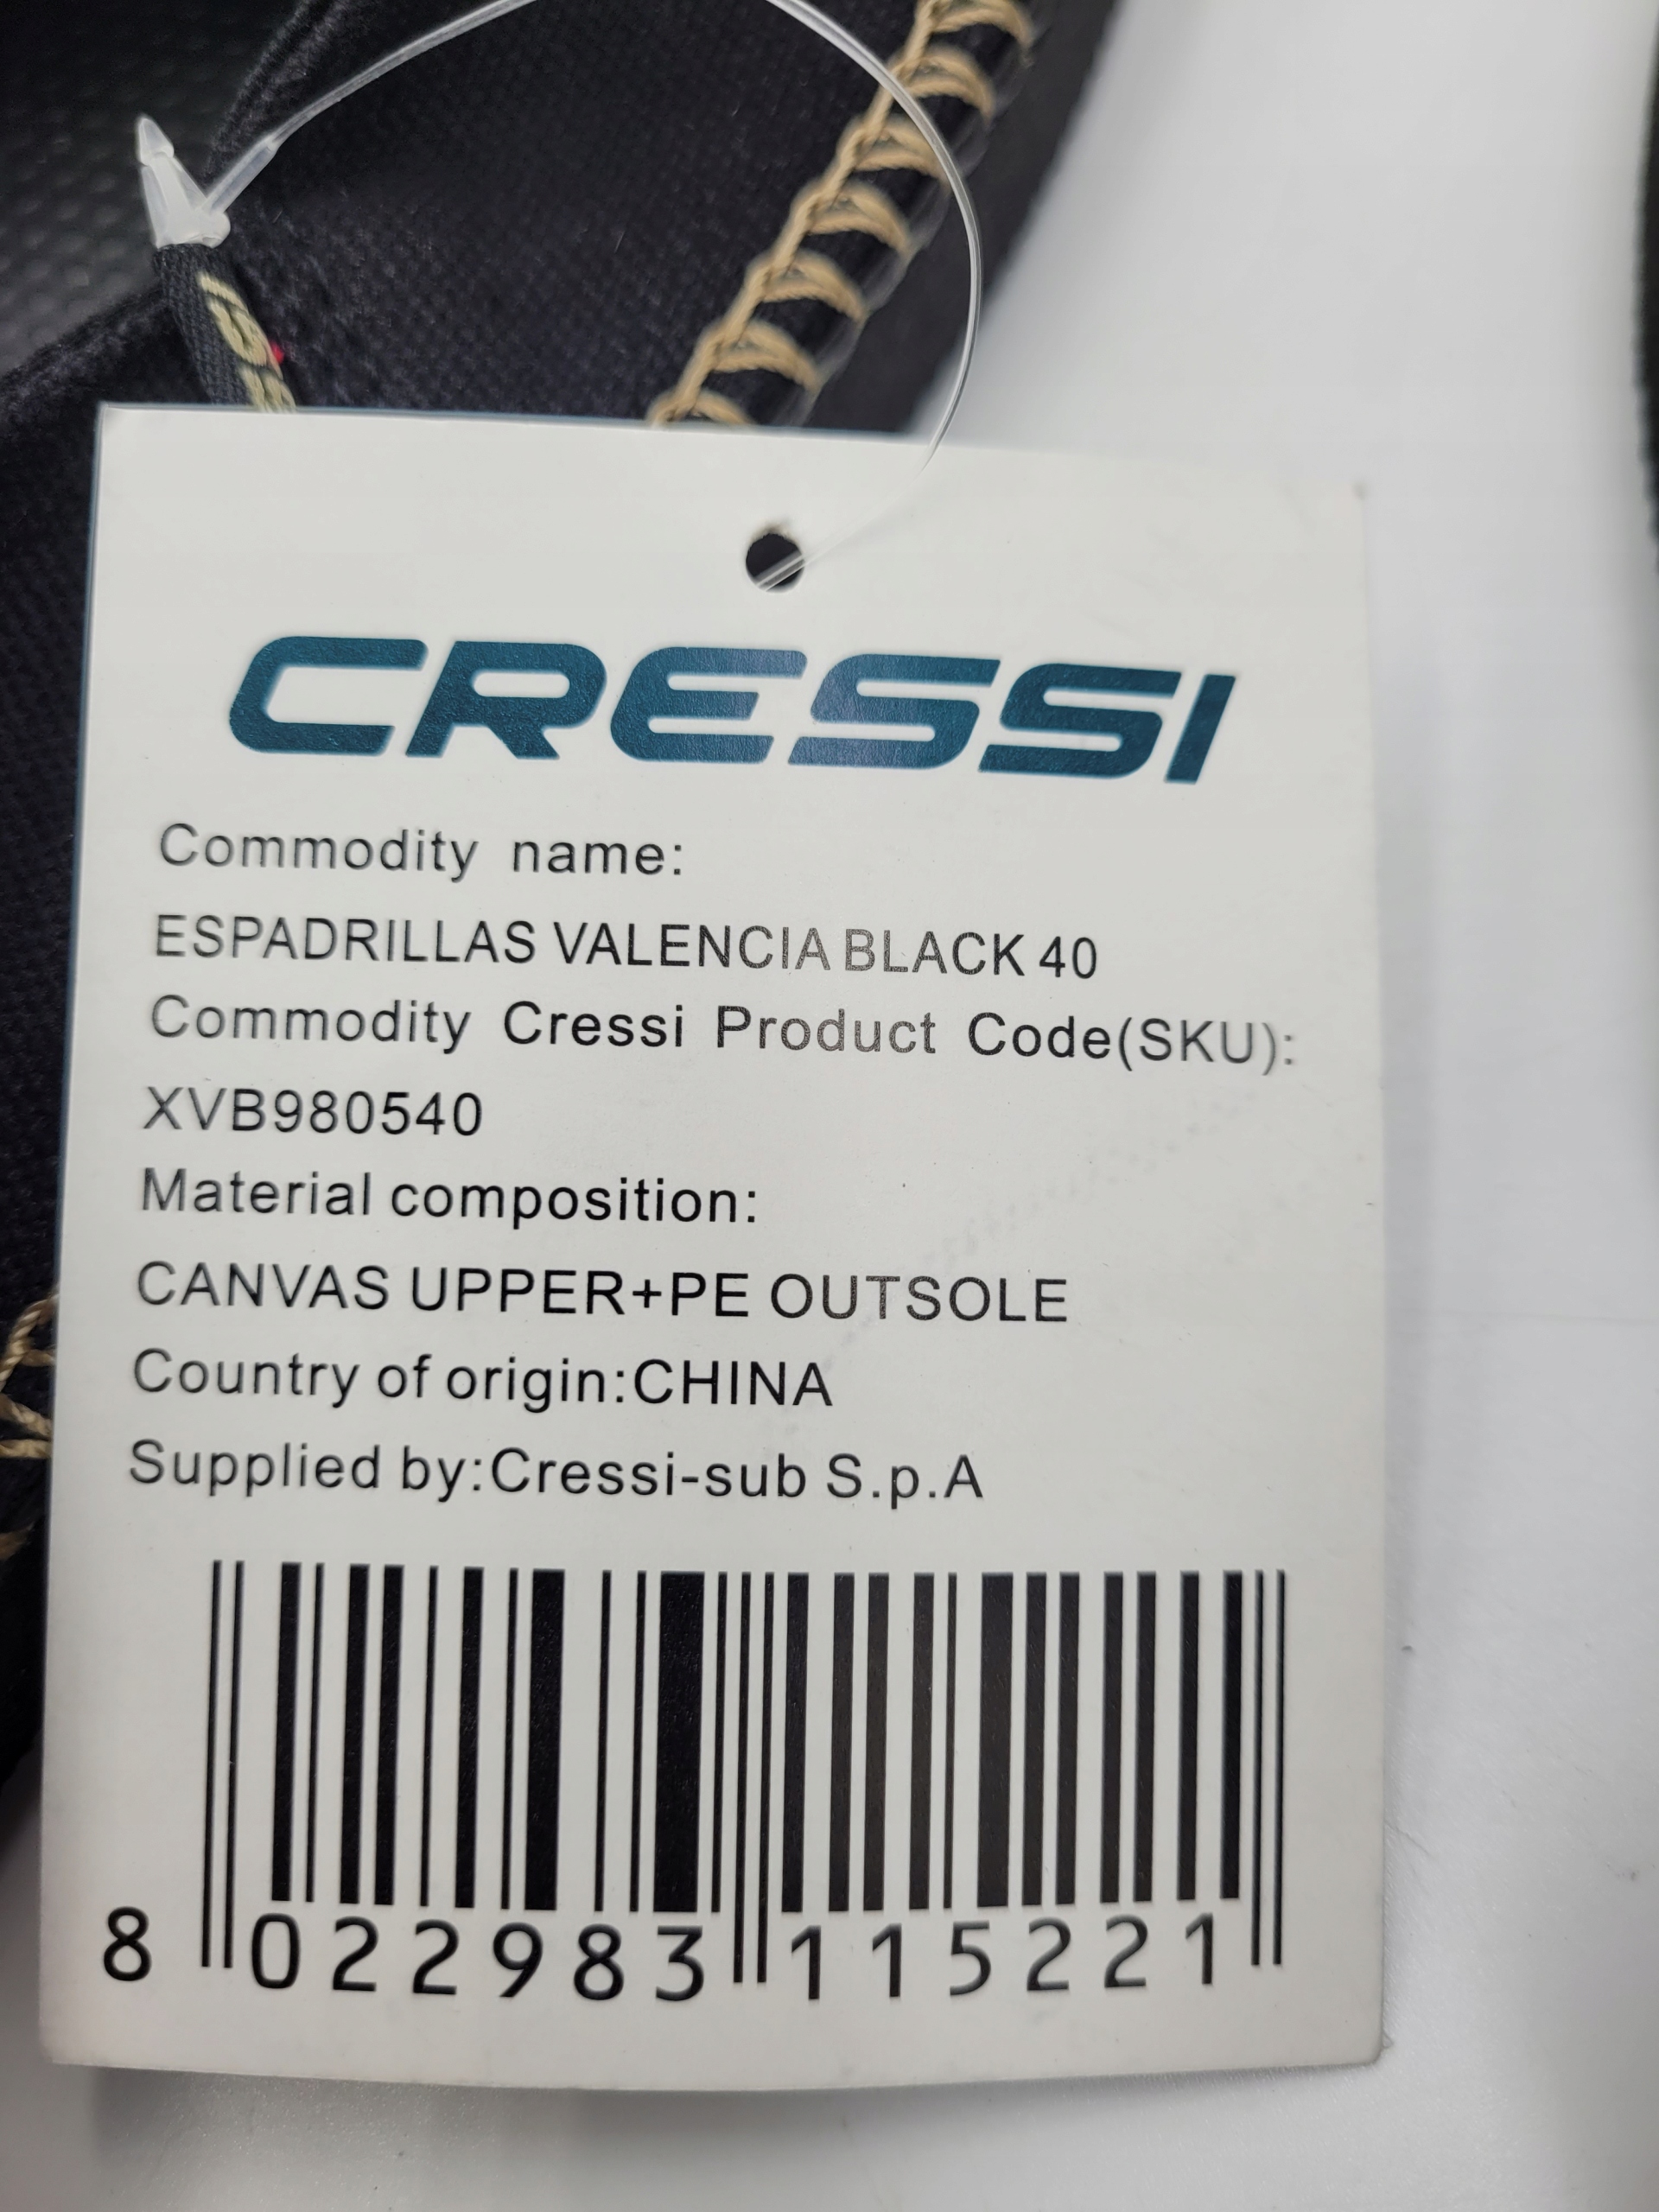 CRESSI
Commodity name:
ESPADRILLAS VALENCIA BLACK 40
Commodity Cressi Product Code(SKU):
XVB980540
Material composition:
CANVAS UPPER+PE OUTSOLE
Country of origin:CHINA
Supplied by:Cressi-sub S.p.A
8 022983 115221